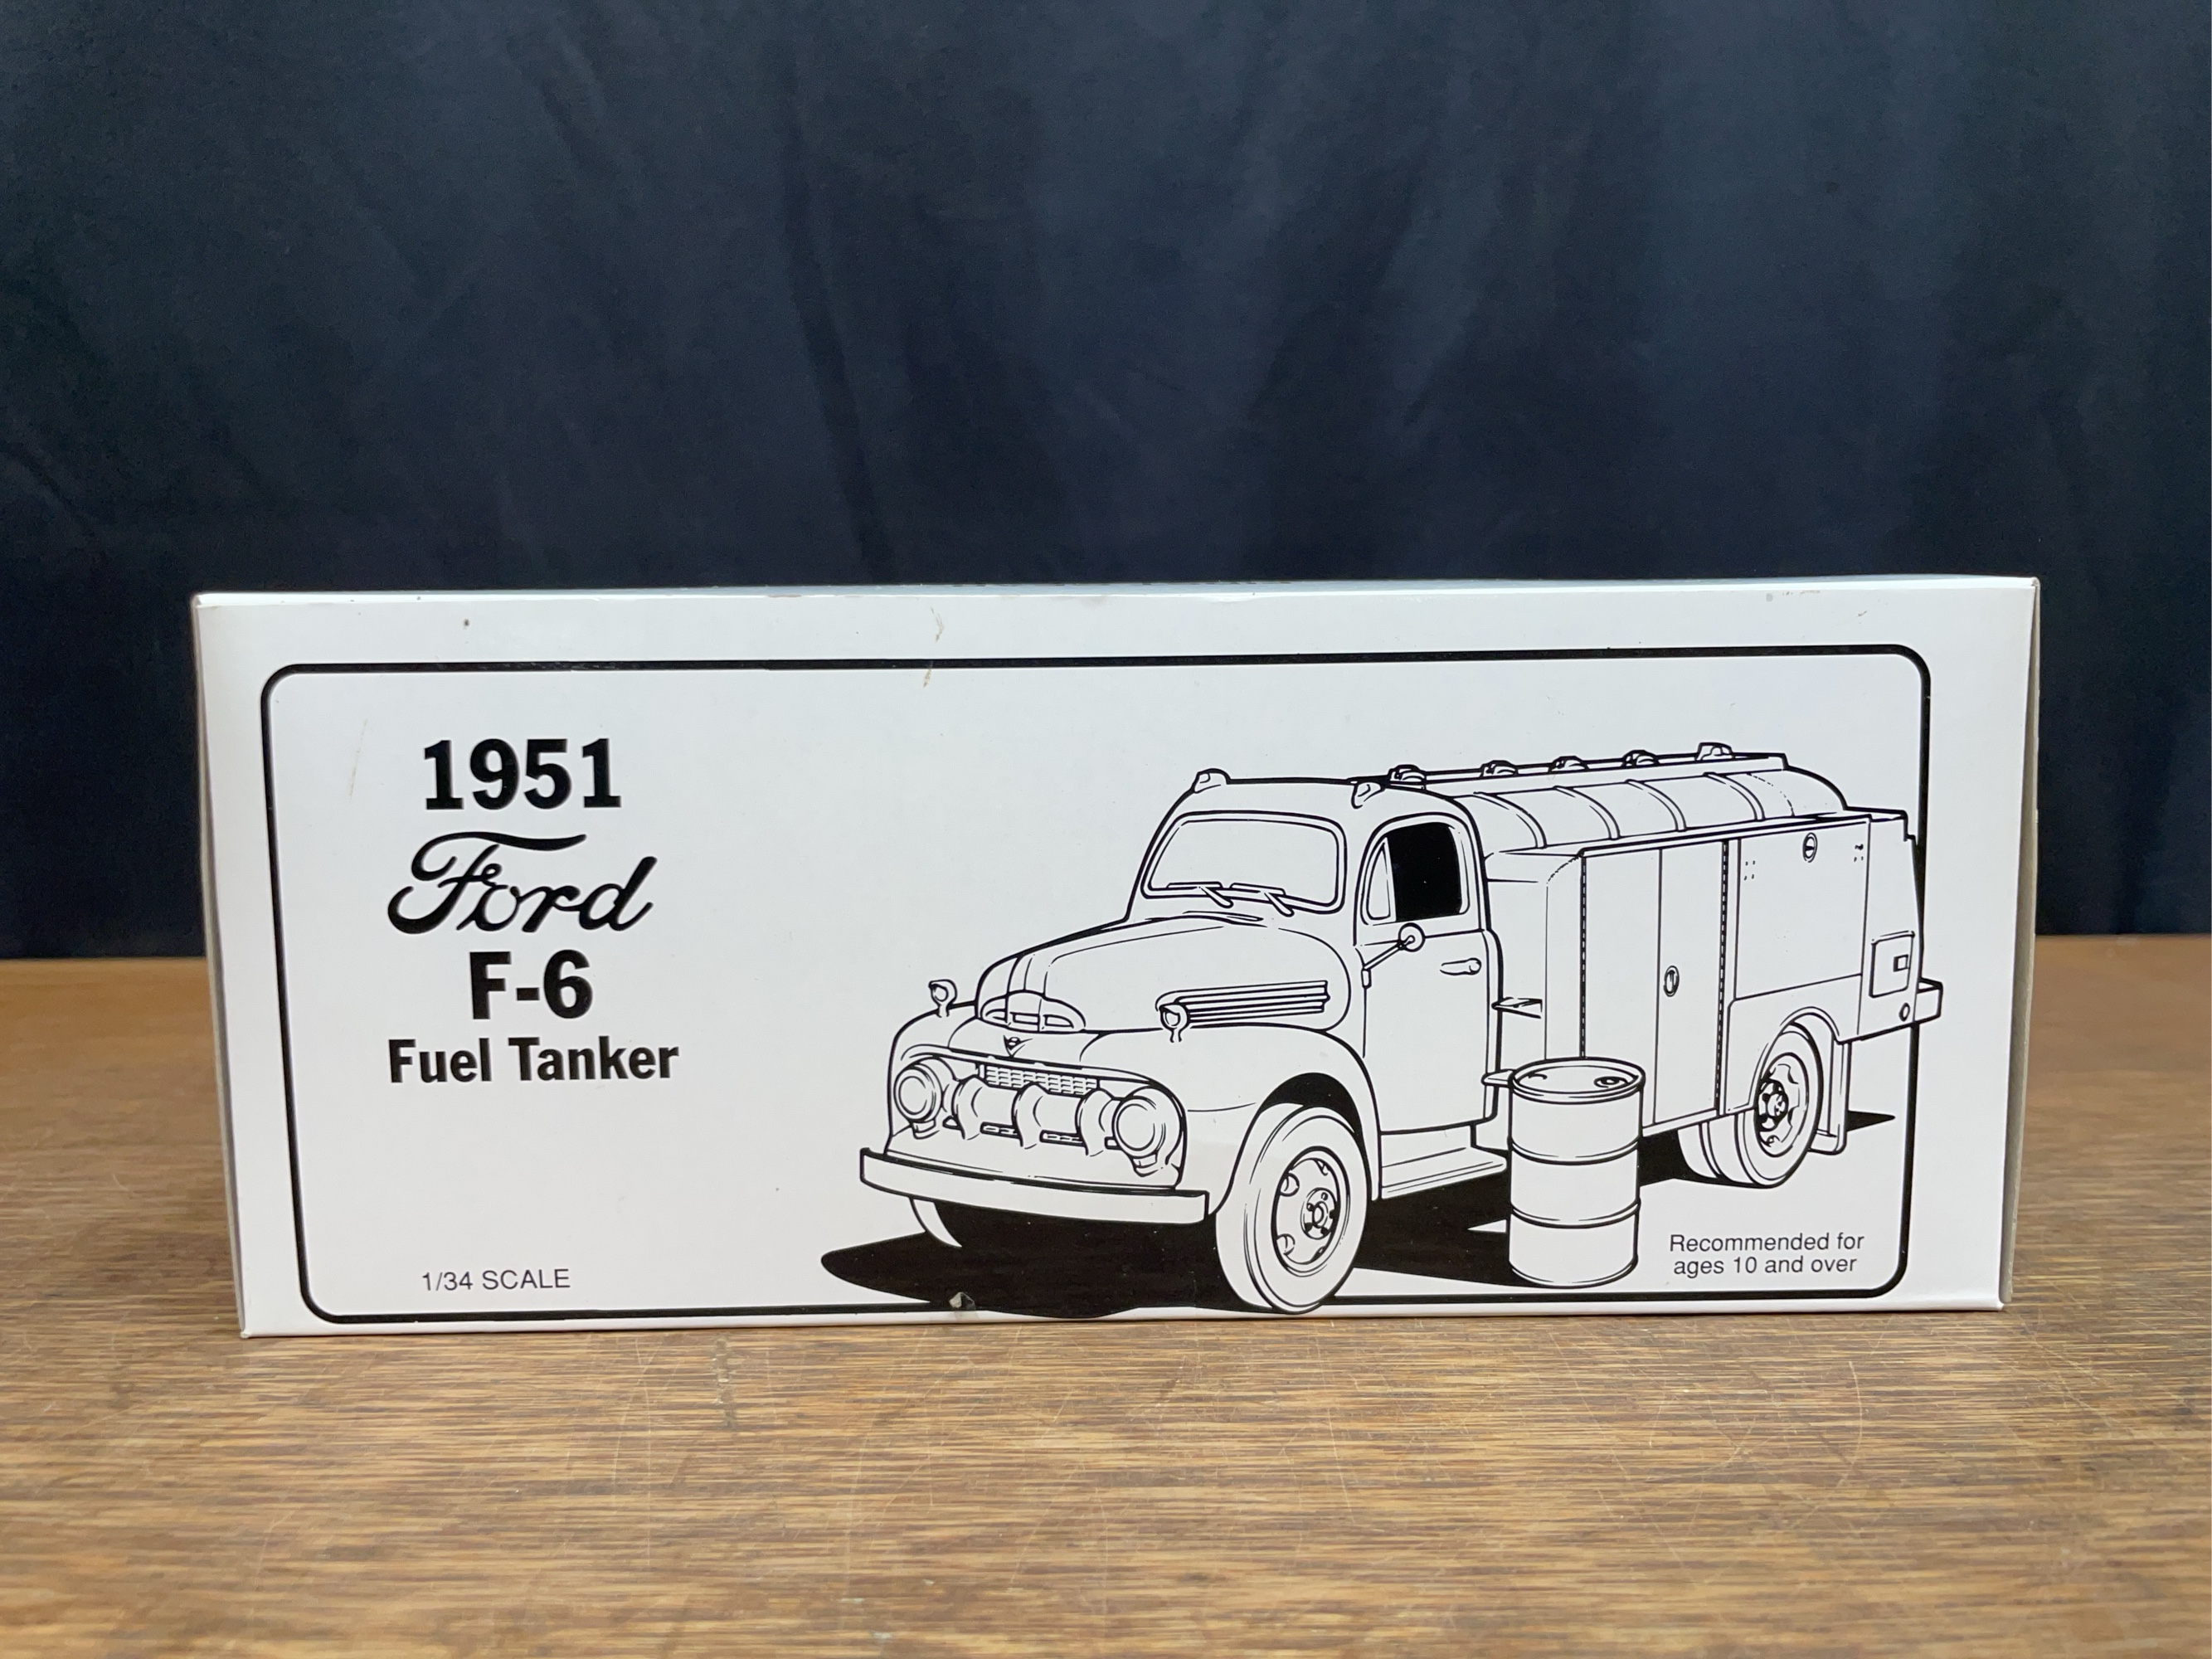 1951
Ford
F-6
Fuel Tanker
1/34 SCALE
Recommended for
ages 10 and over